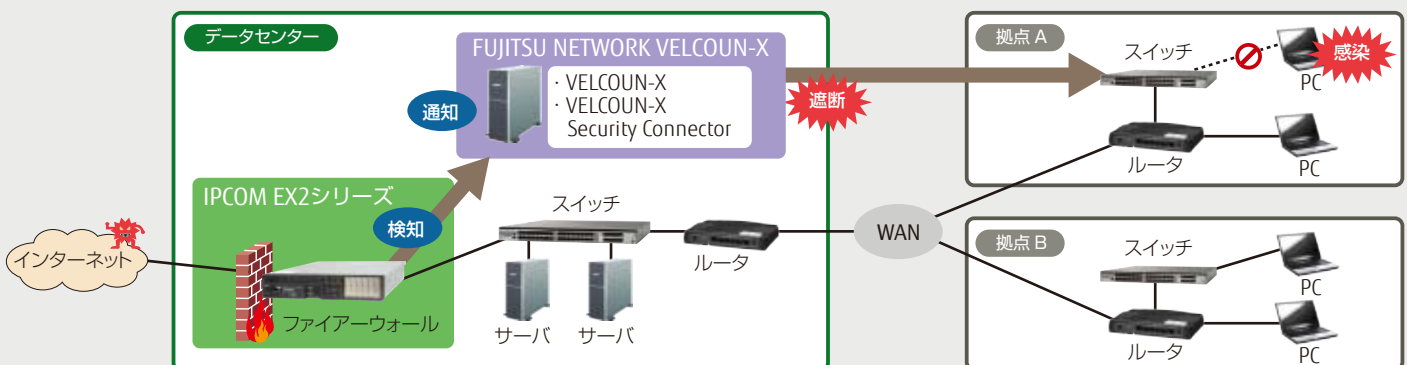 データセンター
FUJITSU NETWORK VELCOUN-X
・VELCOUN-X
・VELCOUN-X
Security Connector
通知
遮断
IPCOM EX2シリーズ
検知
ファイアーウォール
インターネット
スイッチ
サーバ
サーバ
ルータ
WAN
拠点 A
スイッチ
感染
PC
ルータ
PC
拠点 B
スイッチ
PC
ルータ
PC